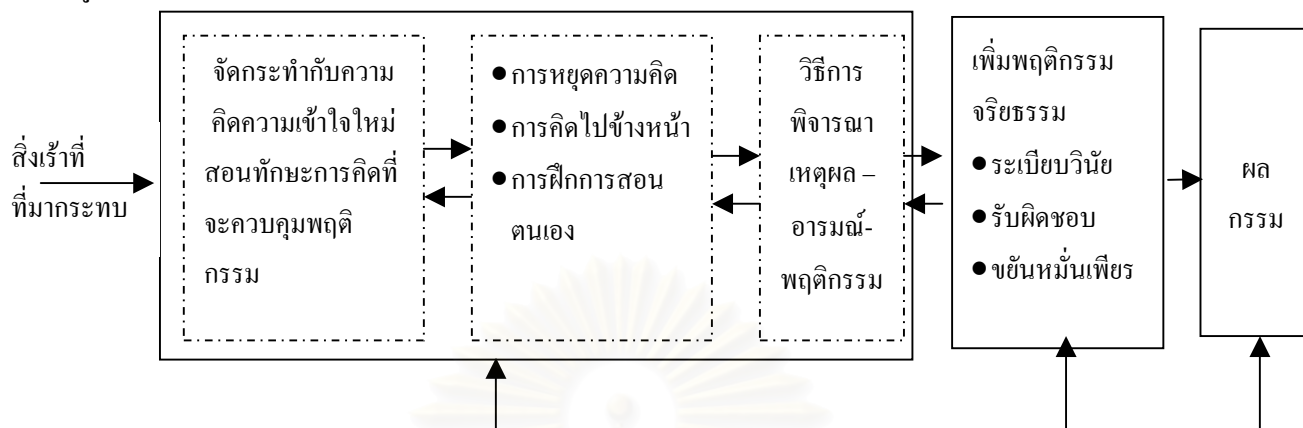 สิ่งเร้าที่
ที่มากระทบ
จัดกระทำกับความ
คิดความเข้าใจใหม่
สอนทักษะการคิดที่
จะควบคุมพฤติ
กรรม
●การหยุดความคิด
●การคิดไปข้างหน้า
●การฝึกการสอน
ตนเอง
วิธีการ
พิจารณา
เหตุผล –
อารมณ์-
พฤติกรรม
เพิ่มพฤติกรรม
จริยธรรม
●ระเบียบวินัย
●รับผิดชอบ
●ขยันหมั่นเพียร
ผล
กรรม